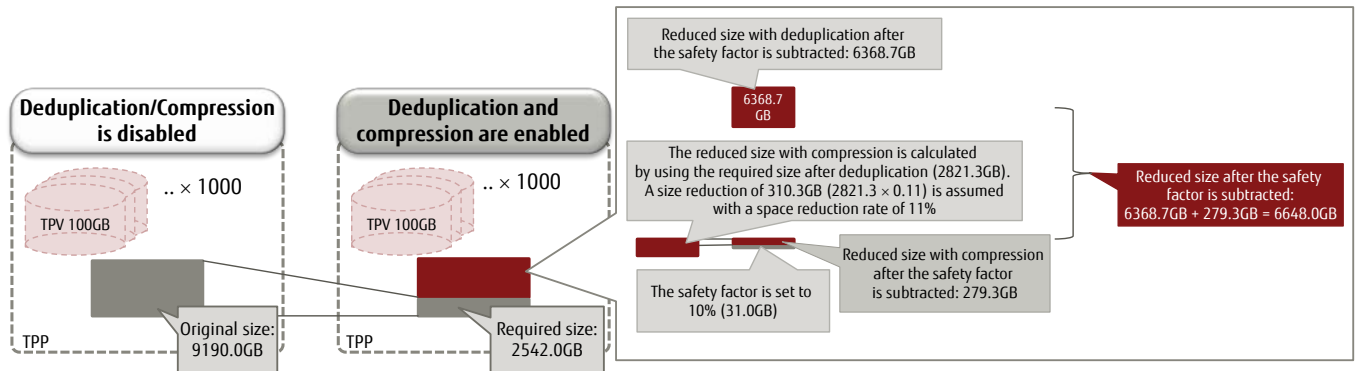 Deduplication/Compression
is disabled
.. × 1000
TPV 100GB
Original size:
9190.0GB
TPP
Deduplication and
compression are enabled
.. × 1000
TPV 100GB
Required size:
2542.0GB
TPP
Reduced size with deduplication after
the safety factor is subtracted: 6368.7GB
6368.7
GB
The reduced size with compression is calculated
by using the required size after deduplication (2821.3GB).
A size reduction of 310.3GB (2821.3 × 0.11) is assumed
with a space reduction rate of 11%
The safety factor is set to
10% (31.0GB)
Reduced size with compression
after the safety factor
is subtracted: 279.3GB
Reduced size after the safety
factor is subtracted:
6368.7GB + 279.3GB = 6648.0GB